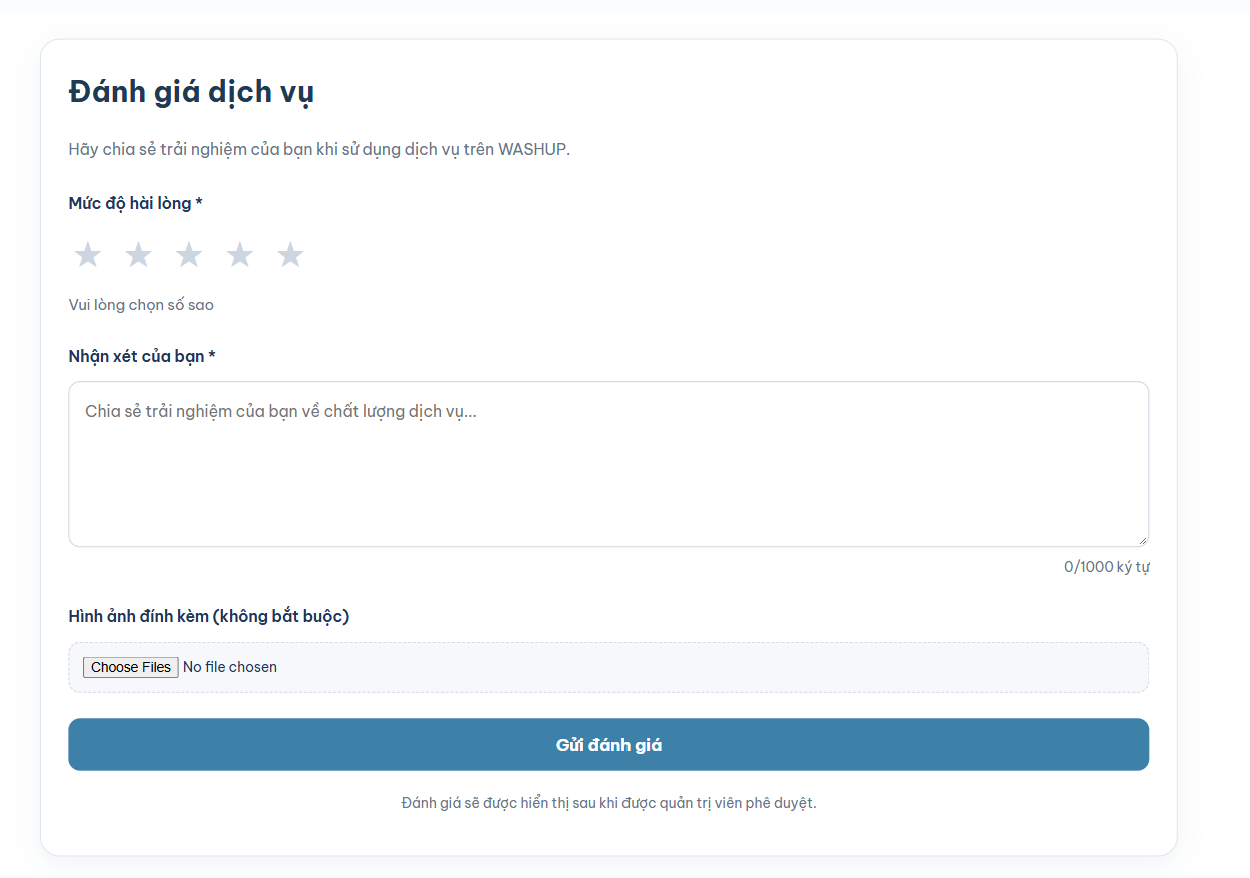 Đánh giá dịch vụ
Hãy chia sẻ trải nghiệm của bạn khi sử dụng dịch vụ trên WASHUP.
Mức độ hài lòng *
Vui lòng chọn số sao
Nhận xét của bạn *
Chia sẻ trải nghiệm của bạn về chất lượng dịch vụ...
0/1000 ký tự
Hình ảnh đính kèm (không bắt buộc)
Choose Files No file chosen
Gửi đánh giá
Đánh giá sẽ được hiển thị sau khi được quản trị viên phê duyệt.